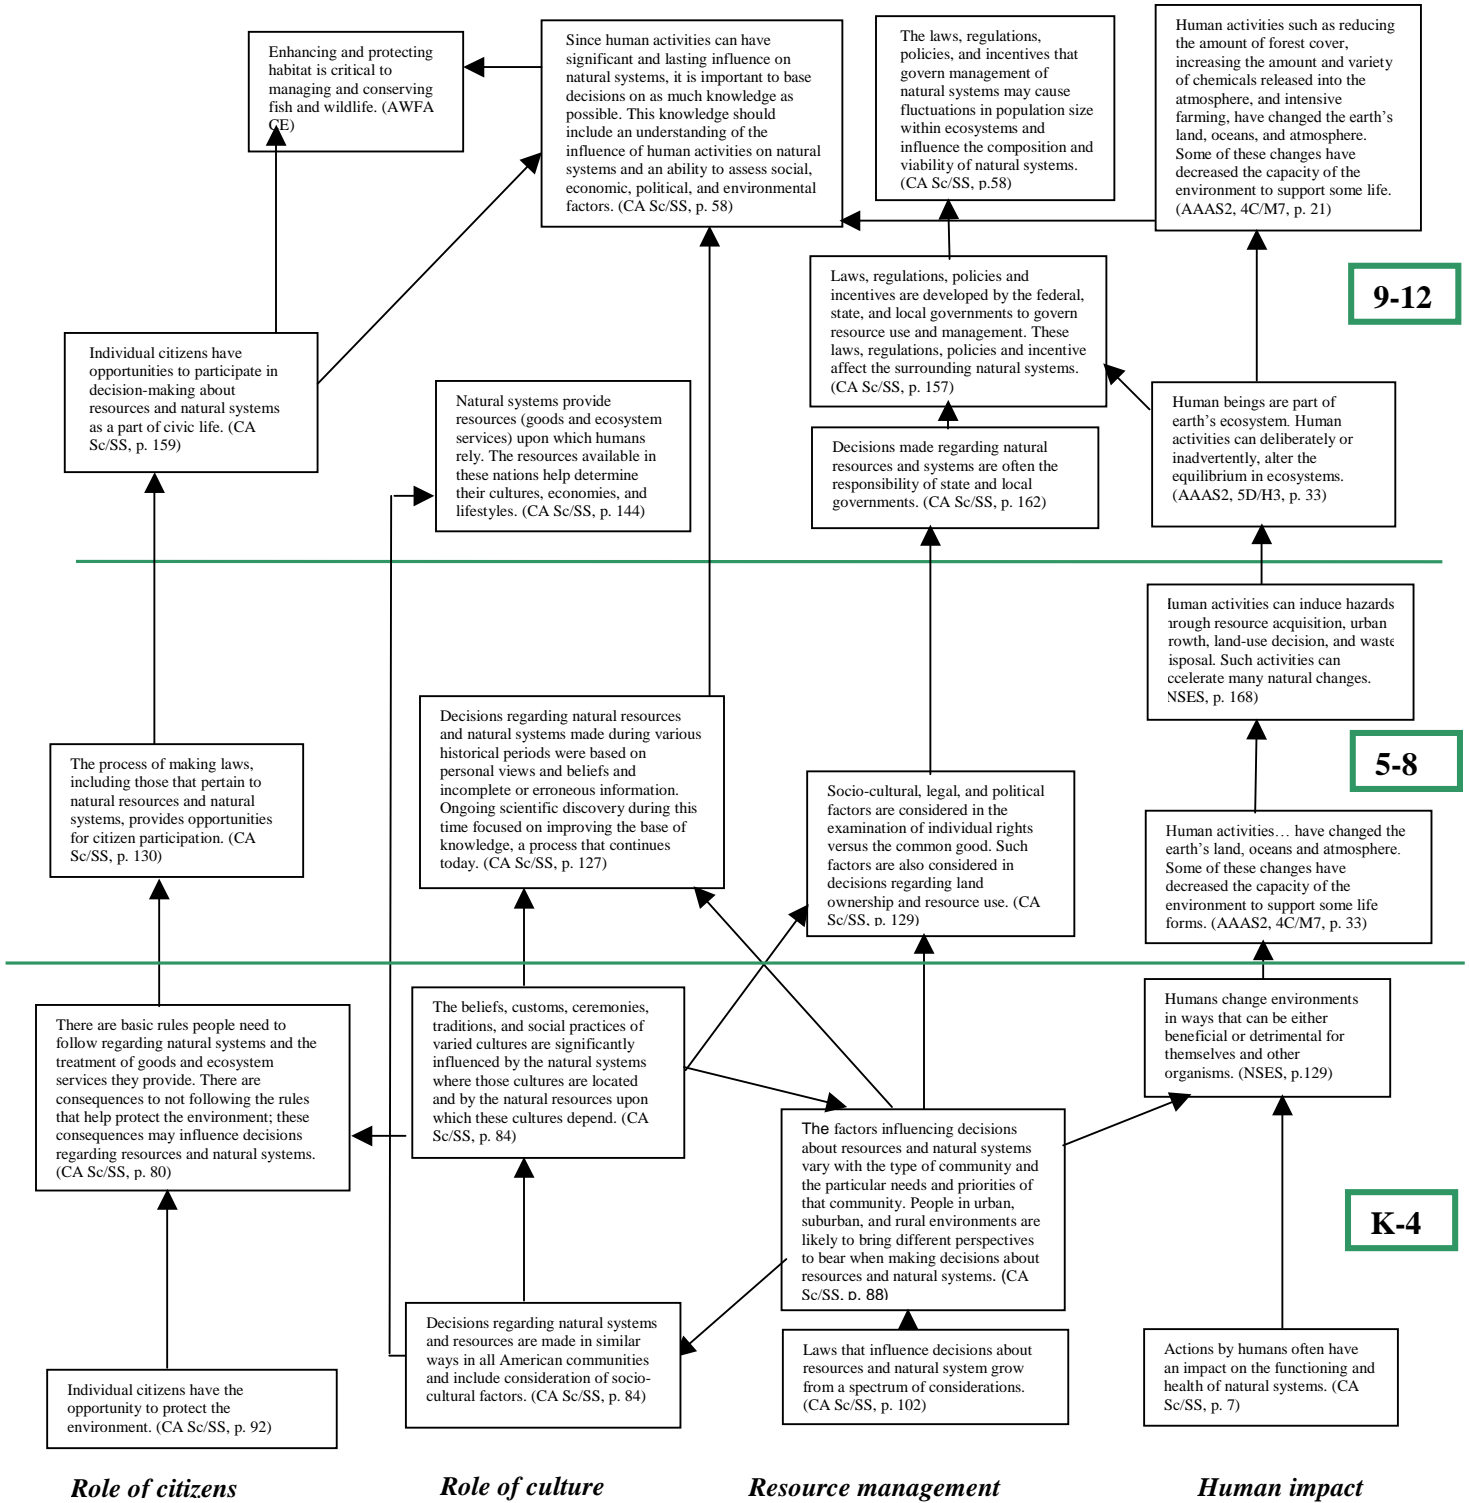 Enhancing and protecting
habitat is critical to
managing and conserving
fish and wildlife. (AWFA
CE)
Since human activities can have
significant and lasting influence on
natural systems, it is important to base
decisions on as much knowledge as
possible. This knowledge should
include an understanding of the
influence of human activities on natural
systems and an ability to assess social,
economic, political, and environmental
factors. (CA Sc/SS, p. 58)
The laws, regulations,
policies, and incentives that
govern management of
natural systems may cause
fluctuations in population size
within ecosystems and
influence the composition and
viability of natural systems.
(CA Sc/SS, p.58)
Human activities such as reducing
the amount of forest cover,
increasing the amount and variety
of chemicals released into the
atmosphere, and intensive
farming, have changed the earth's
land, oceans, and atmosphere.
Some of these changes have
decreased the capacity of the
environment to support some life.
(AAAS2, 4C/M7, p. 21)
9-12
Individual citizens have
opportunities to participate in
decision-making about
resources and natural systems
as a part of civic life. (CA
Sc/SS, p. 159)
Natural systems provide
resources (goods and ecosystem
services) upon which humans
rely. The resources available in
these nations help determine
their cultures, economies, and
lifestyles. (CA Sc/SS, p. 144)
Laws, regulations, policies and
incentives are developed by the federal,
state, and local governments to govern
resource use and management. These
laws, regulations, policies and incentive
affect the surrounding natural systems.
(CA Sc/SS, p. 157)
Decisions made regarding natural
resources and systems are often the
responsibility of state and local
governments. (CA Sc/SS, p. 162)
Human beings are part of
earth's ecosystem. Human
activities can deliberately or
inadvertently, alter the
equilibrium in ecosystems.
(AAAS2, 5D/H3, p. 33)
uman activities can induce hazards
rough resource acquisition, urban
rowth, land-use decision, and waste
isposal. Such activities can
ccelerate many natural changes.
NSES, p. 168)
5-8
The process of making laws,
including those that pertain to
natural resources and natural
systems, provides opportunities
for citizen participation. (CA
Sc/SS, p. 130)
Decisions regarding natural resources
and natural systems made during various
historical periods were based on
personal views and beliefs and
incomplete or erroneous information.
Ongoing scientific discovery during this
time focused on improving the base of
knowledge, a process that continues
today. (CA Sc/SS, p. 127)
Socio-cultural, legal, and political
factors are considered in the
examination of individual rights
versus the common good. Such
factors are also considered in
decisions regarding land
ownership and resource use. (CA
Sc/SS, p. 129)
Human activities… have changed the
earth's land, oceans and atmosphere.
Some of these changes have
decreased the capacity of the
environment to support some life
forms. (AAAS2, 4C/M7, p. 33)
There are basic rules people need to
follow regarding natural systems and the
treatment of goods and ecosystem
services they provide. There are
consequences to not following the rules
that help protect the environment; these
consequences may influence decisions
regarding resources and natural systems.
(CA Sc/SS, p. 80)
The beliefs, customs, ceremonies,
traditions, and social practices of
varied cultures are significantly
influenced by the natural systems
where those cultures are located
and by the natural resources upon
which these cultures depend. (CA
Sc/SS, p. 84)
The factors influencing decisions
about resources and natural systems
vary with the type of community and
the particular needs and priorities of
that community. People in urban,
suburban, and rural environments are
likely to bring different perspectives
to bear when making decisions about
resources and natural systems. (CA
Sc/SS, p. 88)
Humans change environments
in ways that can be either
beneficial or detrimental for
themselves and other
organisms. (NSES, p.129)
K-4
Individual citizens have the
opportunity to protect the
environment. (CA Sc/SS, p. 92)
Decisions regarding natural systems
and resources are made in similar
ways in all American communities
and include consideration of socio-
cultural factors. (CA Sc/SS, p. 84)
Laws that influence decisions about
resources and natural system grow
from a spectrum of considerations.
(CA Sc/SS, p. 102)
Actions by humans often have
an impact on the functioning and
health of natural systems. (CA
Sc/SS, p. 7)
Role of citizens
Role of culture
Resource management
Human impact